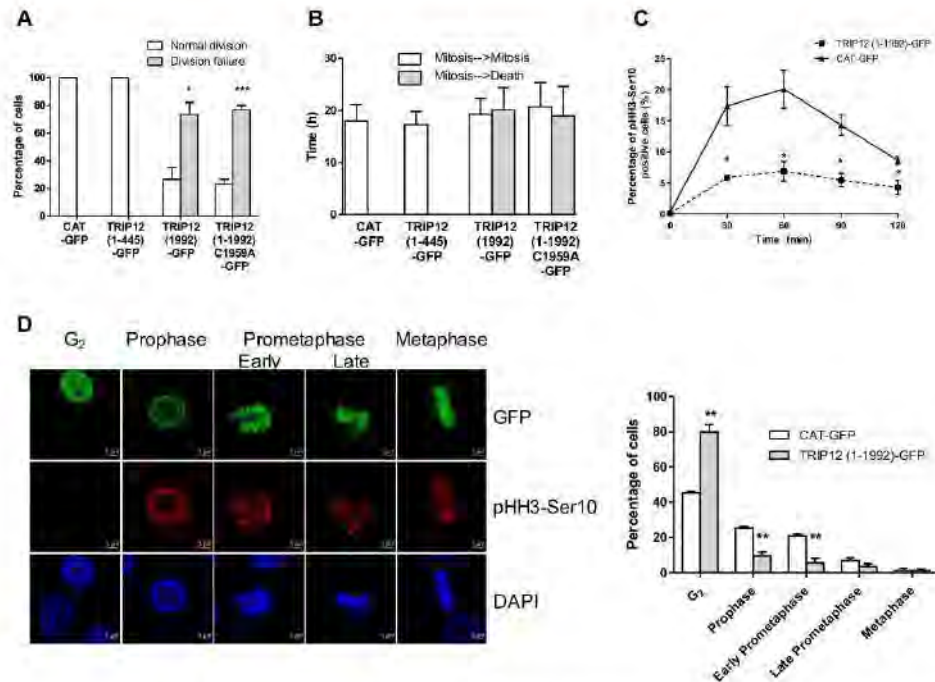 A
Normal division
Division failure
Percentage of cells
100
80
60
40
20
0
*
***
CAT
-GFP
TRIP12
(1-445)
-GFP
TRIP12
(1992)
-GFP
TRIP12
(1-1992)
C1959A
-GFP
B
Mitosis-->Mitosis
Mitosis-->Death
Time (h)
40
30
20
10
0
CAT
-GFP
TRIP12
(1-445)
-GFP
TRIP12
(1992)
-GFP
TRIP12
(1-1992)
C1959A
-GFP
C
TRIP12 (1-1992)-GFP
CAT-GFP
Percentage of pHH3-Ser10
positive cells (%)
25
20
15
10
5
0
*
*
*
*
0
30
60
90
120
Time (min)
D
G2
Prophase
Prometaphase
Metaphase
Early
Late
GFP
pHH3-Ser10
DAPI
Percentage of cells
100
80
60
40
20
0
**
**
**
CAT-GFP
TRIP12 (1-1992)-GFP
G2
Prophase
Early Prometaphase
Late Prometaphase
Metaphase